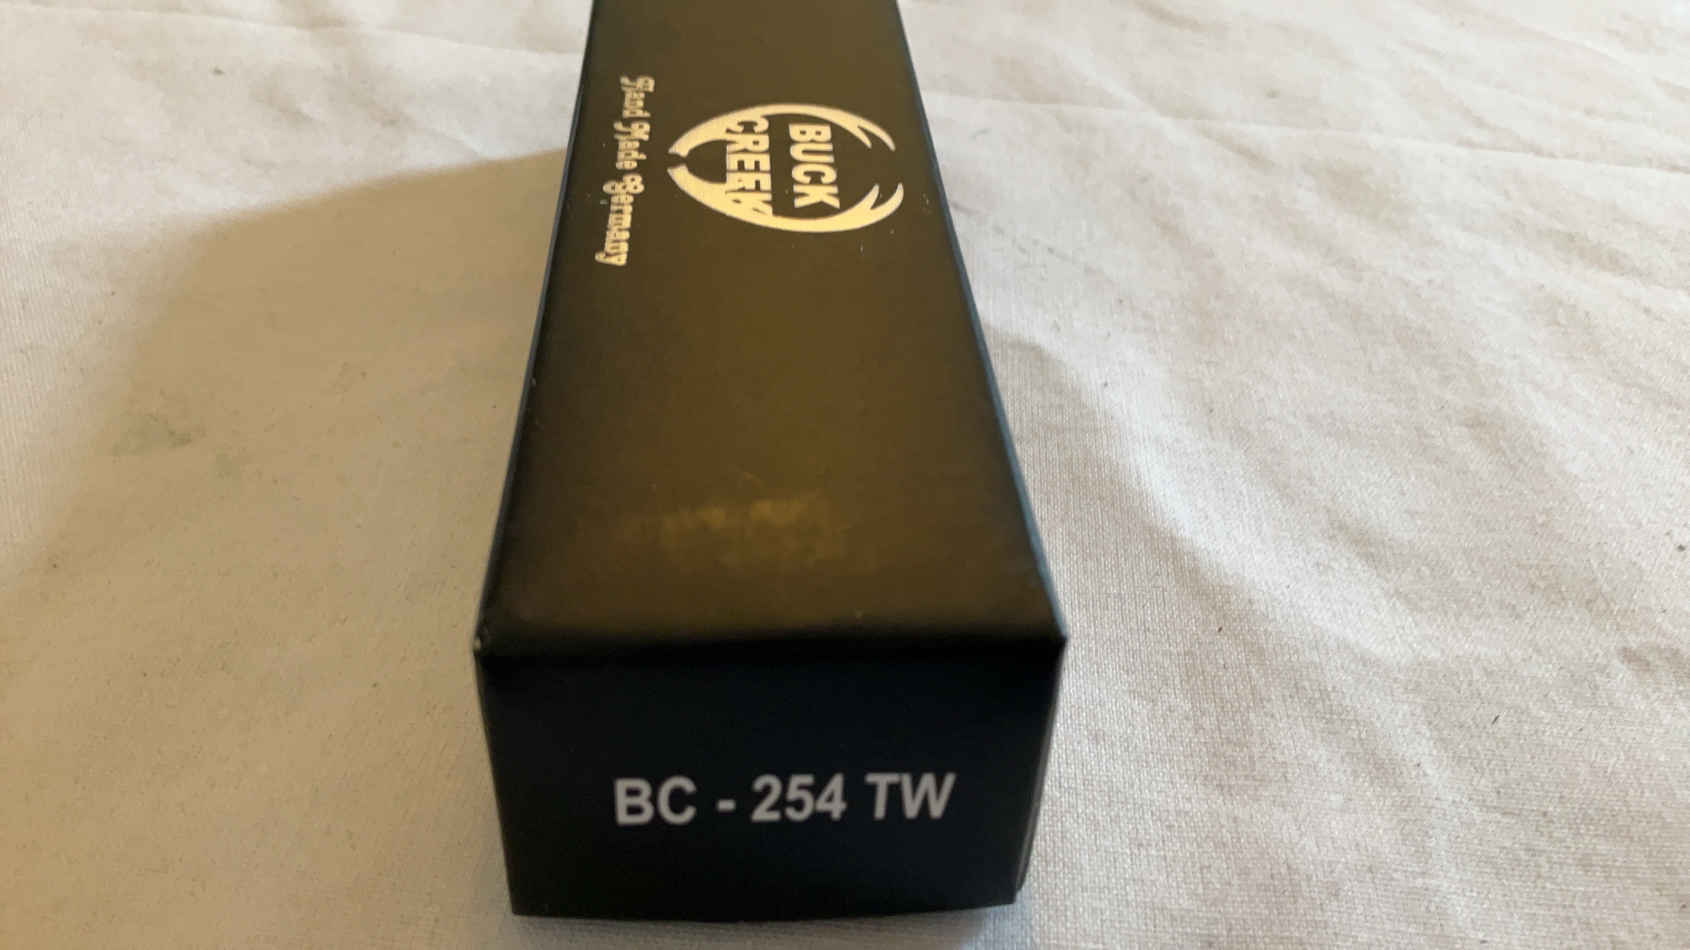 BUCK
CREEK
Hand Made Germany
BC - 254 TW